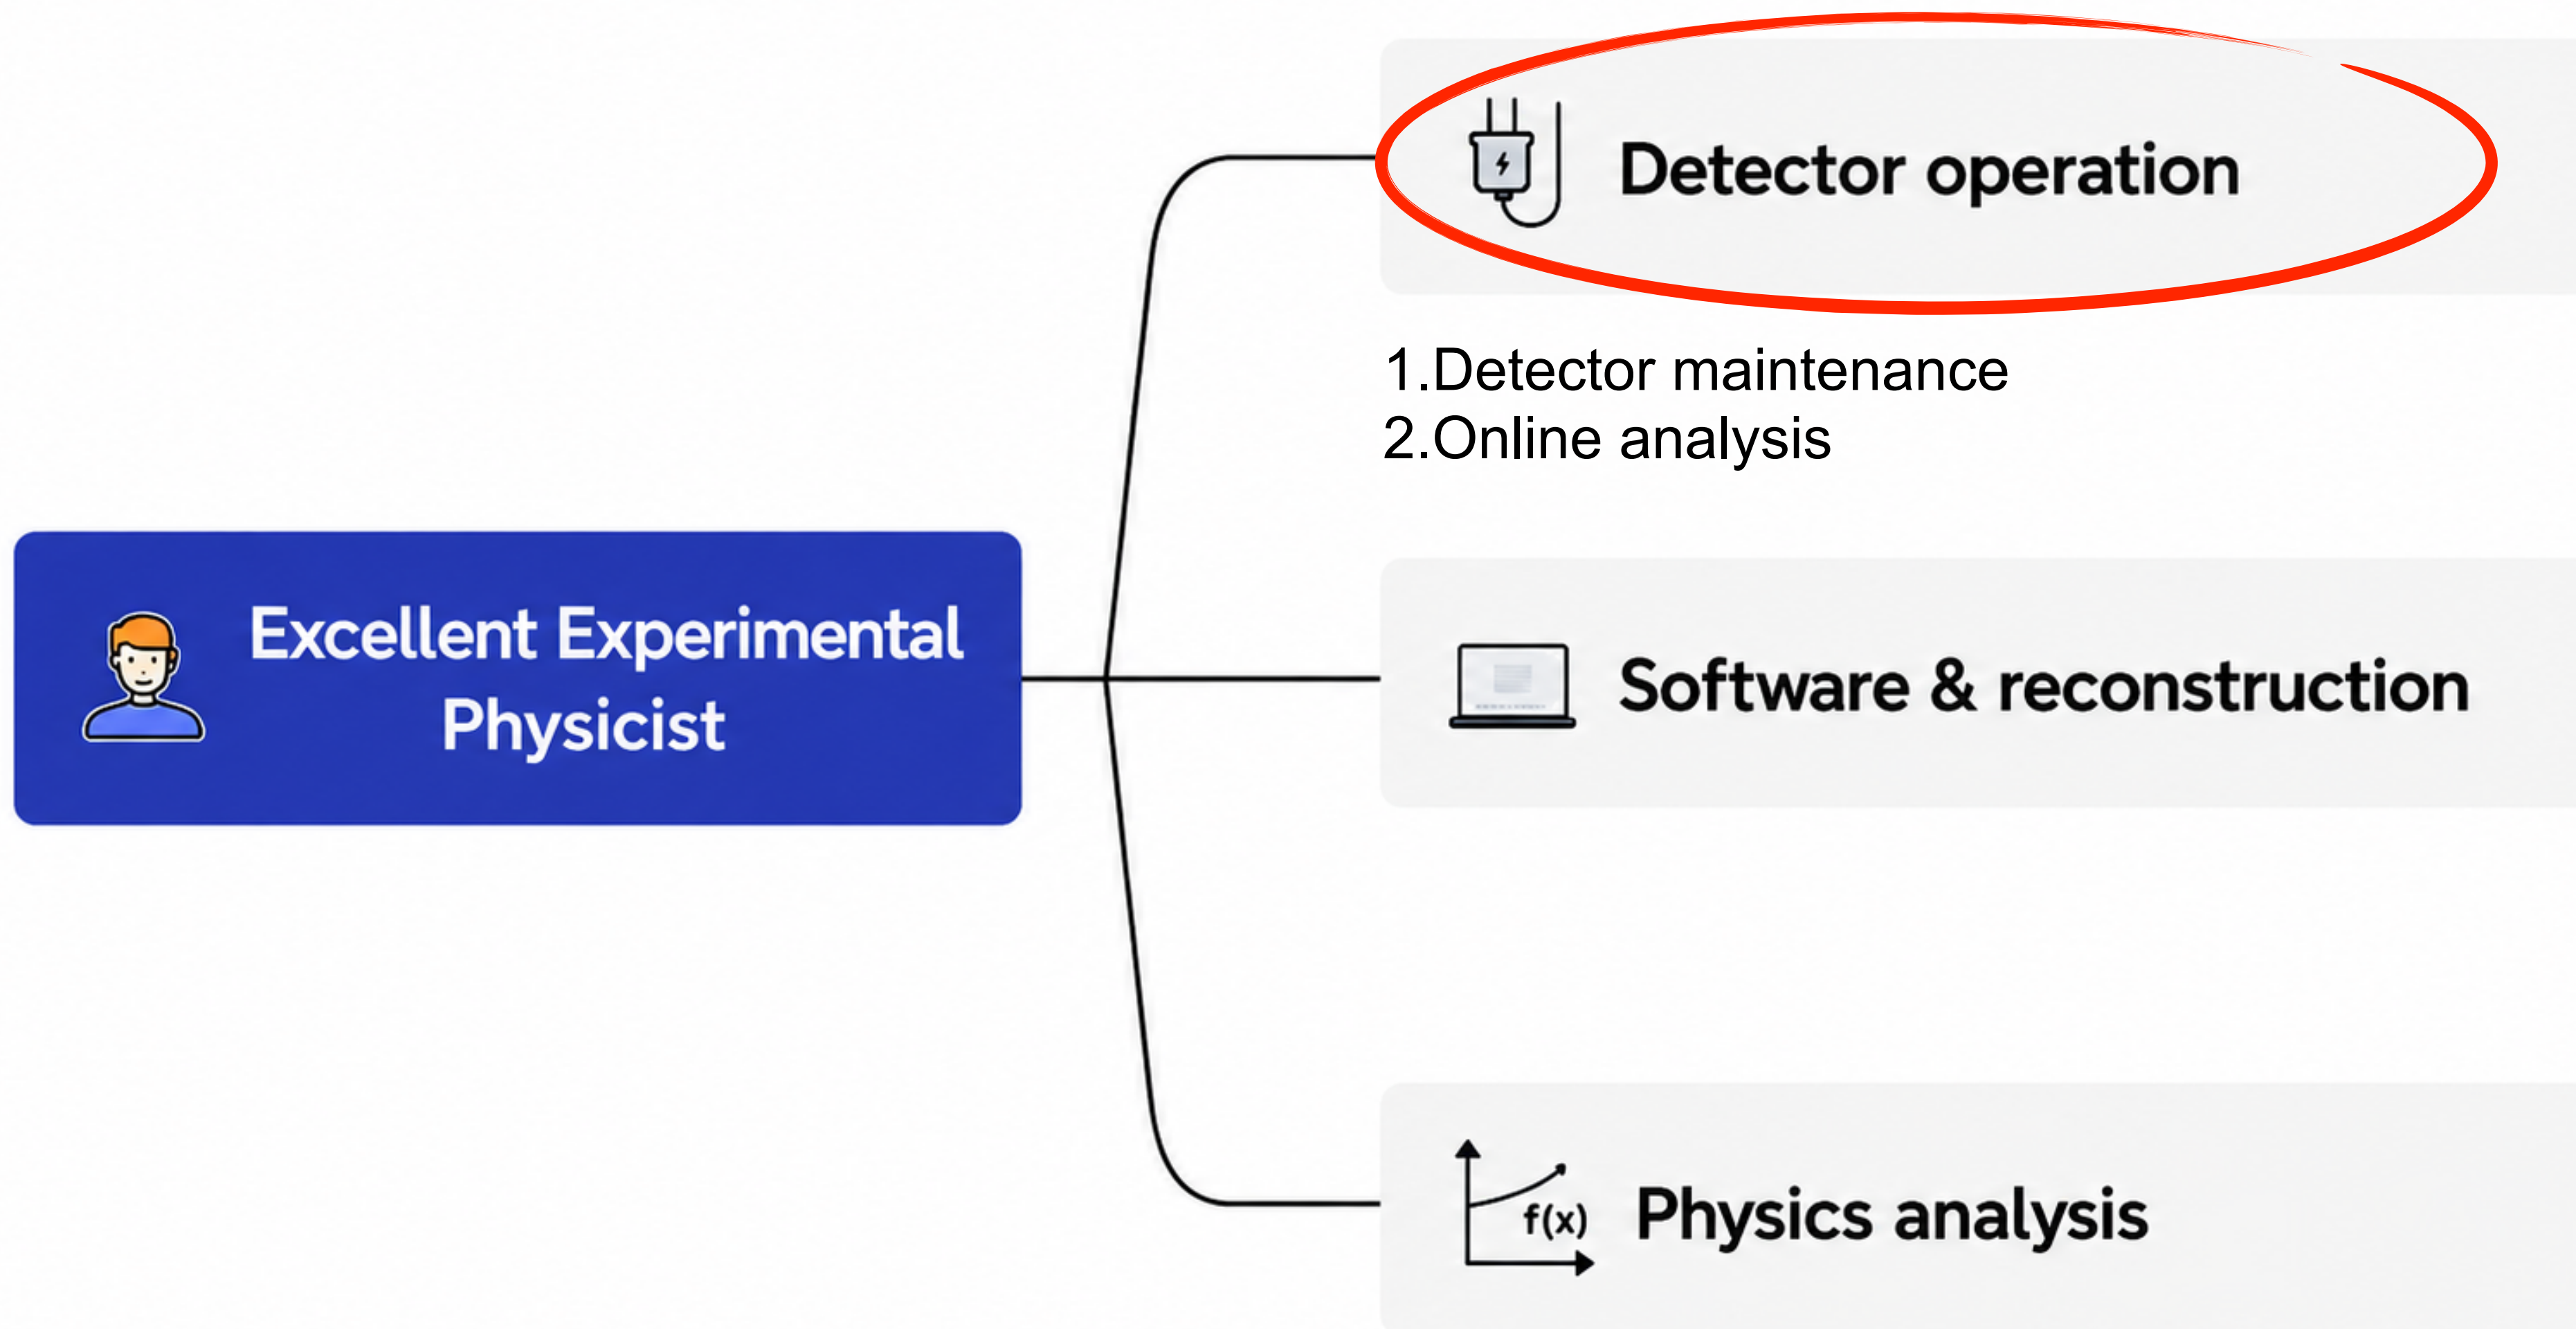 Detector operation
1.Detector maintenance
2.Online analysis
Excellent Experimental
Physicist
Software & reconstruction
f(x)
Physics analysis